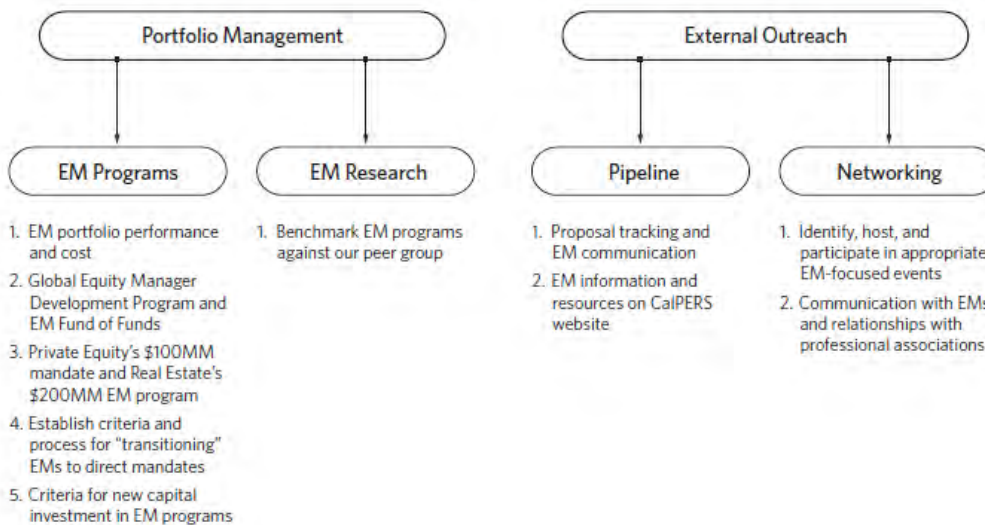 Portfolio Management
External Outreach
EM Programs
EM Research
Pipeline
Networking
1. EM portfolio performance
and cost
2. Global Equity Manager
Development Program and
EM Fund of Funds
3. Private Equity's $100MM
mandate and Real Estate's
$200MM EM program
4. Establish criteria and
process for “transitioning”
EMs to direct mandates
5. Criteria for new capital
investment in EM programs
1. Benchmark EM programs
against our peer group
1. Proposal tracking and
EM communication
2. EM information and
resources on CalPERS
website
1. Identify, host, and
participate in appropriate
EM-focused events
2. Communication with EMs
and relationships with
professional associations